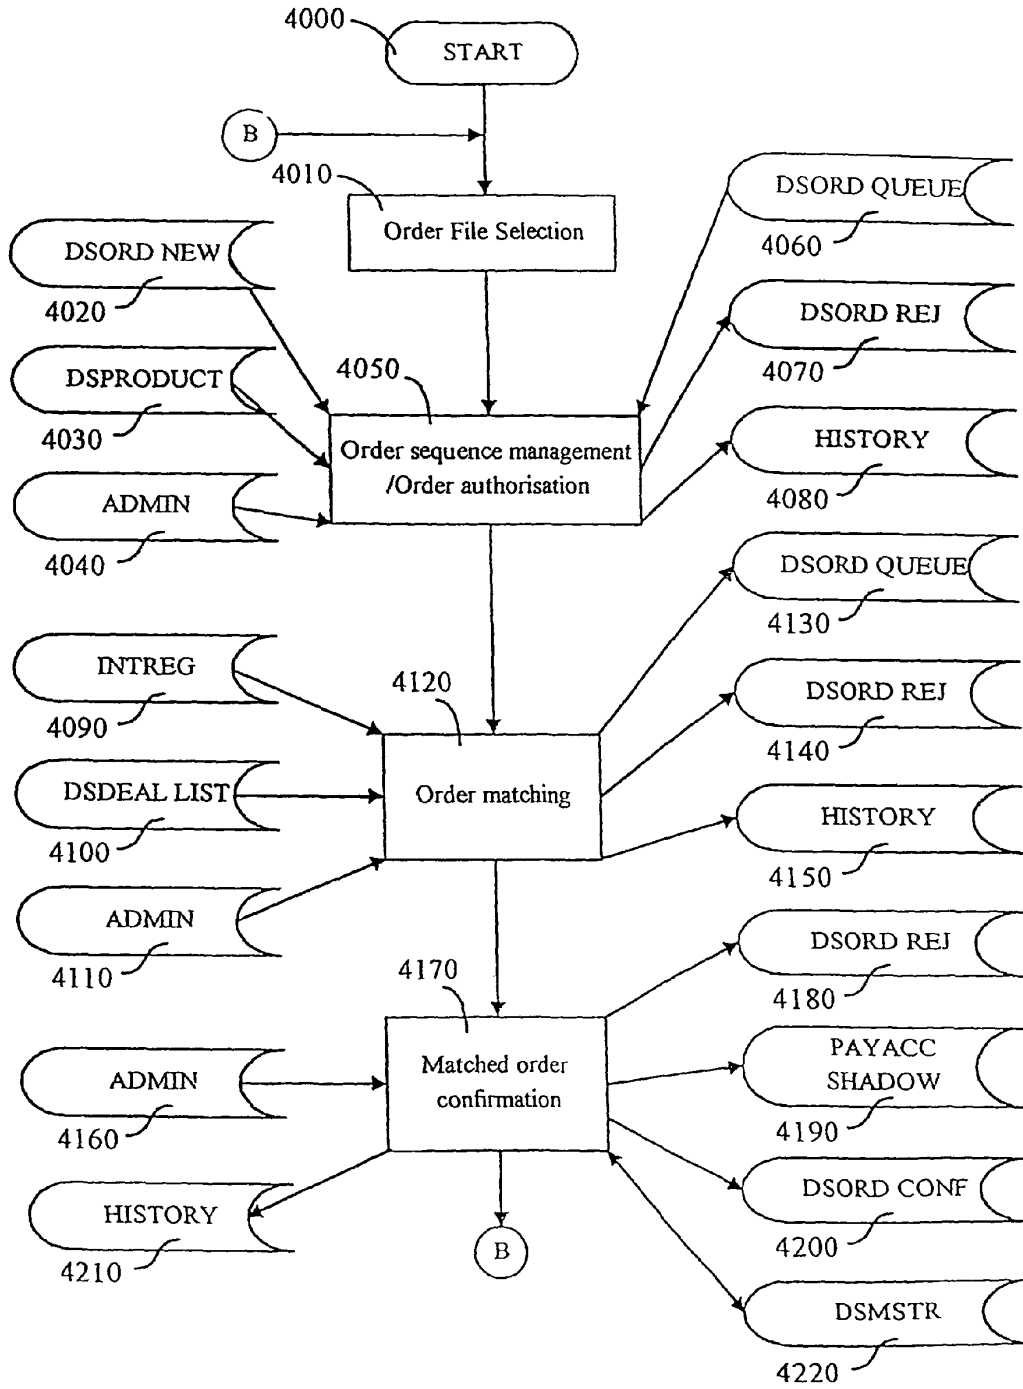 4000
START
B
4010
Order File Selection
DSORD QUEUE
4060
DSORD NEW
4020
DSORD REJ
4070
DSPRODUCT
4030
4050
Order sequence management
/Order authorisation
HISTORY
4080
ADMIN
4040
DSORD QUEUE
4130
INTREG
4090
4120
Order matching
DSORD REJ
4140
DSDEAL LIST
4100
HISTORY
4150
ADMIN
4110
DSORD REJ
4180
4170
Matched order
confirmation
PAYACC
SHADOW
4190
ADMIN
4160
DSORD CONF
4200
HISTORY
4210
B
DSMSTR
4220